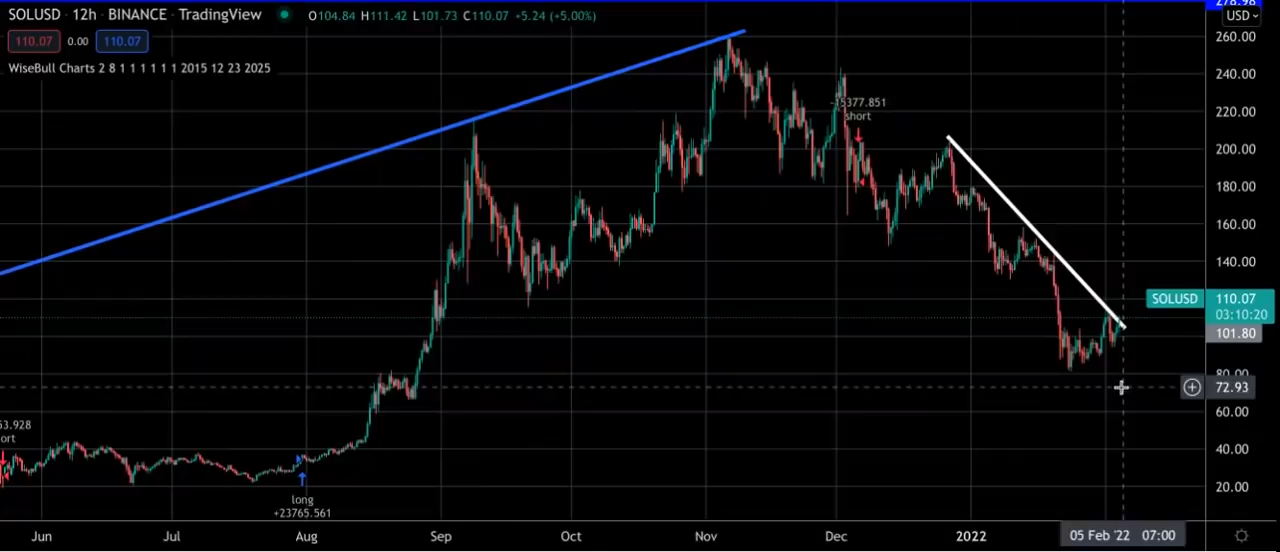 SOLUSD · 12h · BINANCE · TradingView
O104.84 H111.42 L101.73 C110.07 +5.24 (+5.00%)
110.07 0.00 110.07
WiseBull Charts 2 8 1 1 1 1 1 1 2015 12 23 2025
278.98
USD
260.00
240.00
220.00
200.00
180.00
160.00
140.00
SOLUSD 110.07
03:10:20
101.80
80.00
72.93
60.00
40.00
20.00
-15377.851
short
53.928
ort
long
+23765.561
Jun Jul Aug Sep Oct Nov Dec 2022 05 Feb '22 07:00